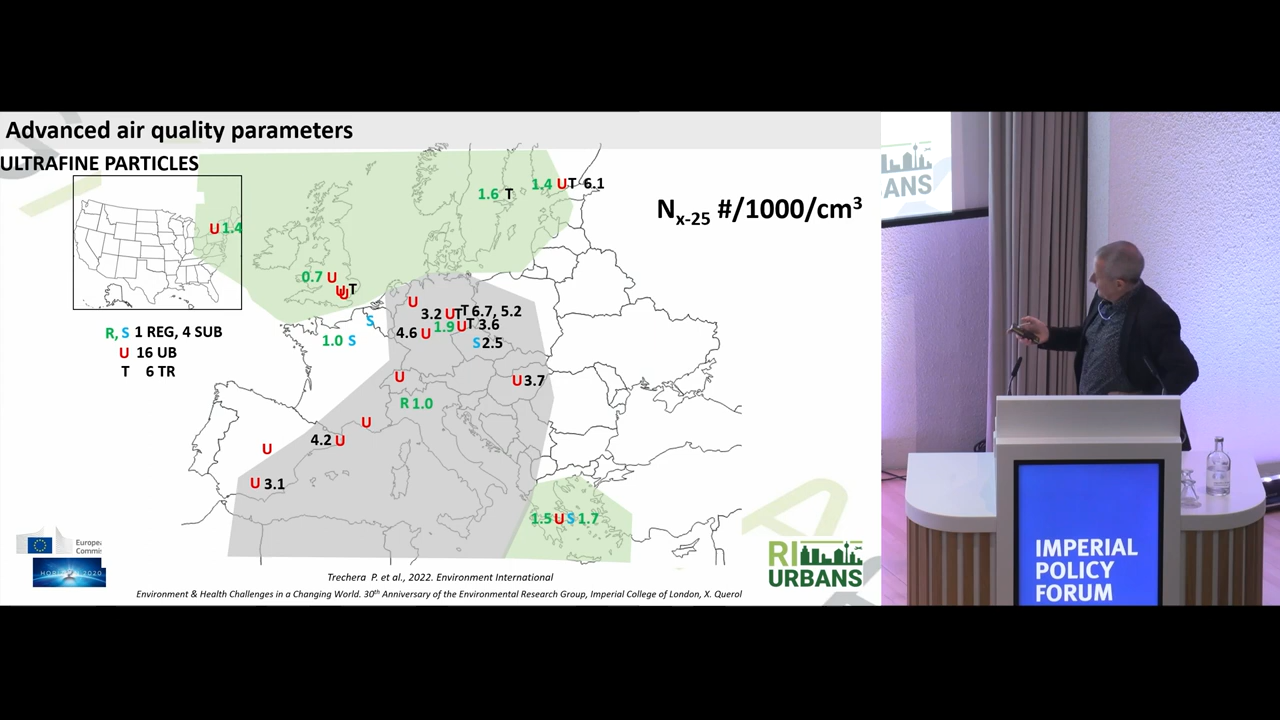 Advanced air quality parameters
ULTRAFINE PARTICLES
ANS
1.6 T
1.4 U T 6.1
N x-25 #/1000/cm³
U 1.4
0.7 U
U U T
U
S
3.2 U T T 6.7, 5.2
1.9 U T 3.6
R, S 1 REG, 4 SUB
1.0 S
4.6 U
S 2.5
U 16 UB
T 6 TR
U
U 3.7
R 1.0
U
4.2 U
U
U 3.1
1.5 U S 1.7
Europea
Commis
HORIZON 2020
RI
URBANS
Trechera P. et al., 2022. Environment International
Environment & Health Challenges in a Changing World. 30th Anniversary of the Environmental Research Group, Imperial College of London, X. Querol
IMPERIAL
POLICY
FORUM